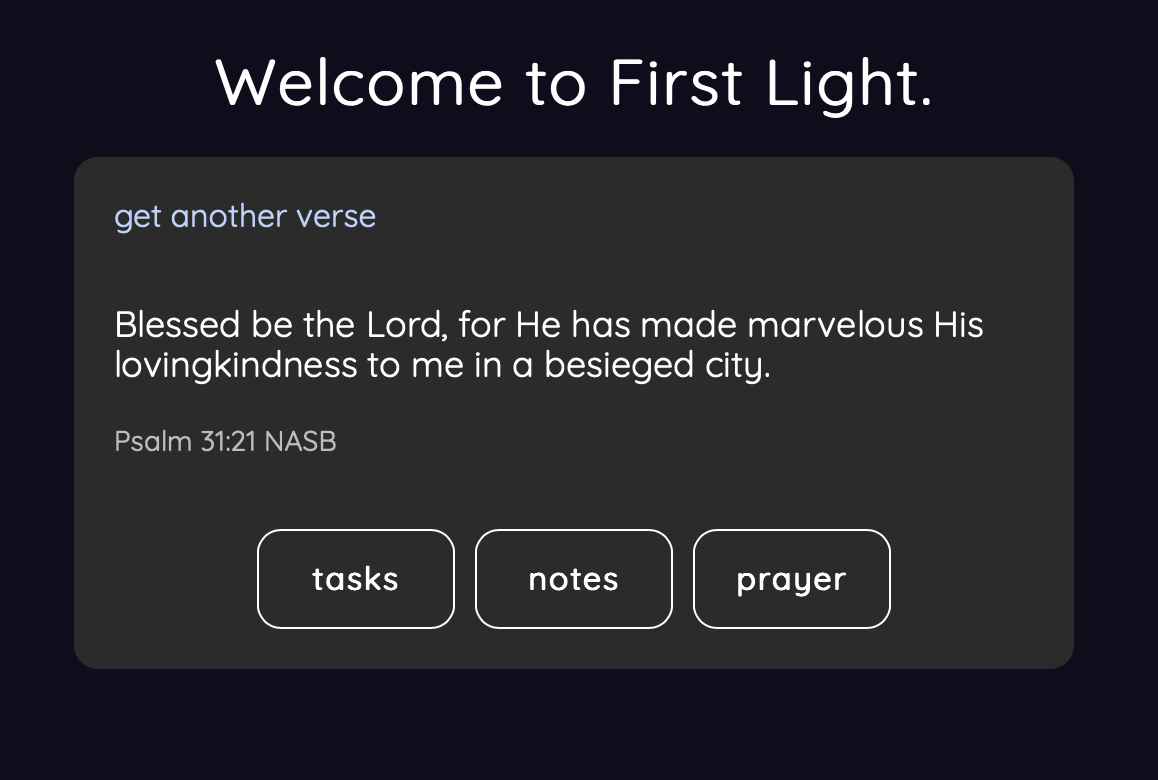 Welcome to First Light.
get another verse
Blessed be the Lord, for He has made marvelous His
lovingkindness to me in a besieged city.
Psalm 31:21 NASB
tasks
notes
prayer